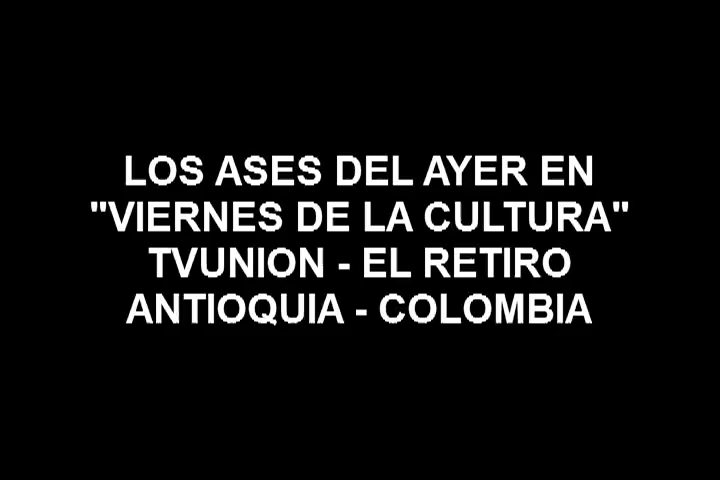 LOS ASES DEL AYER EN
"VIERNES DE LA CULTURA"
TVUNION - EL RETIRO
ANTIOQUIA - COLOMBIA